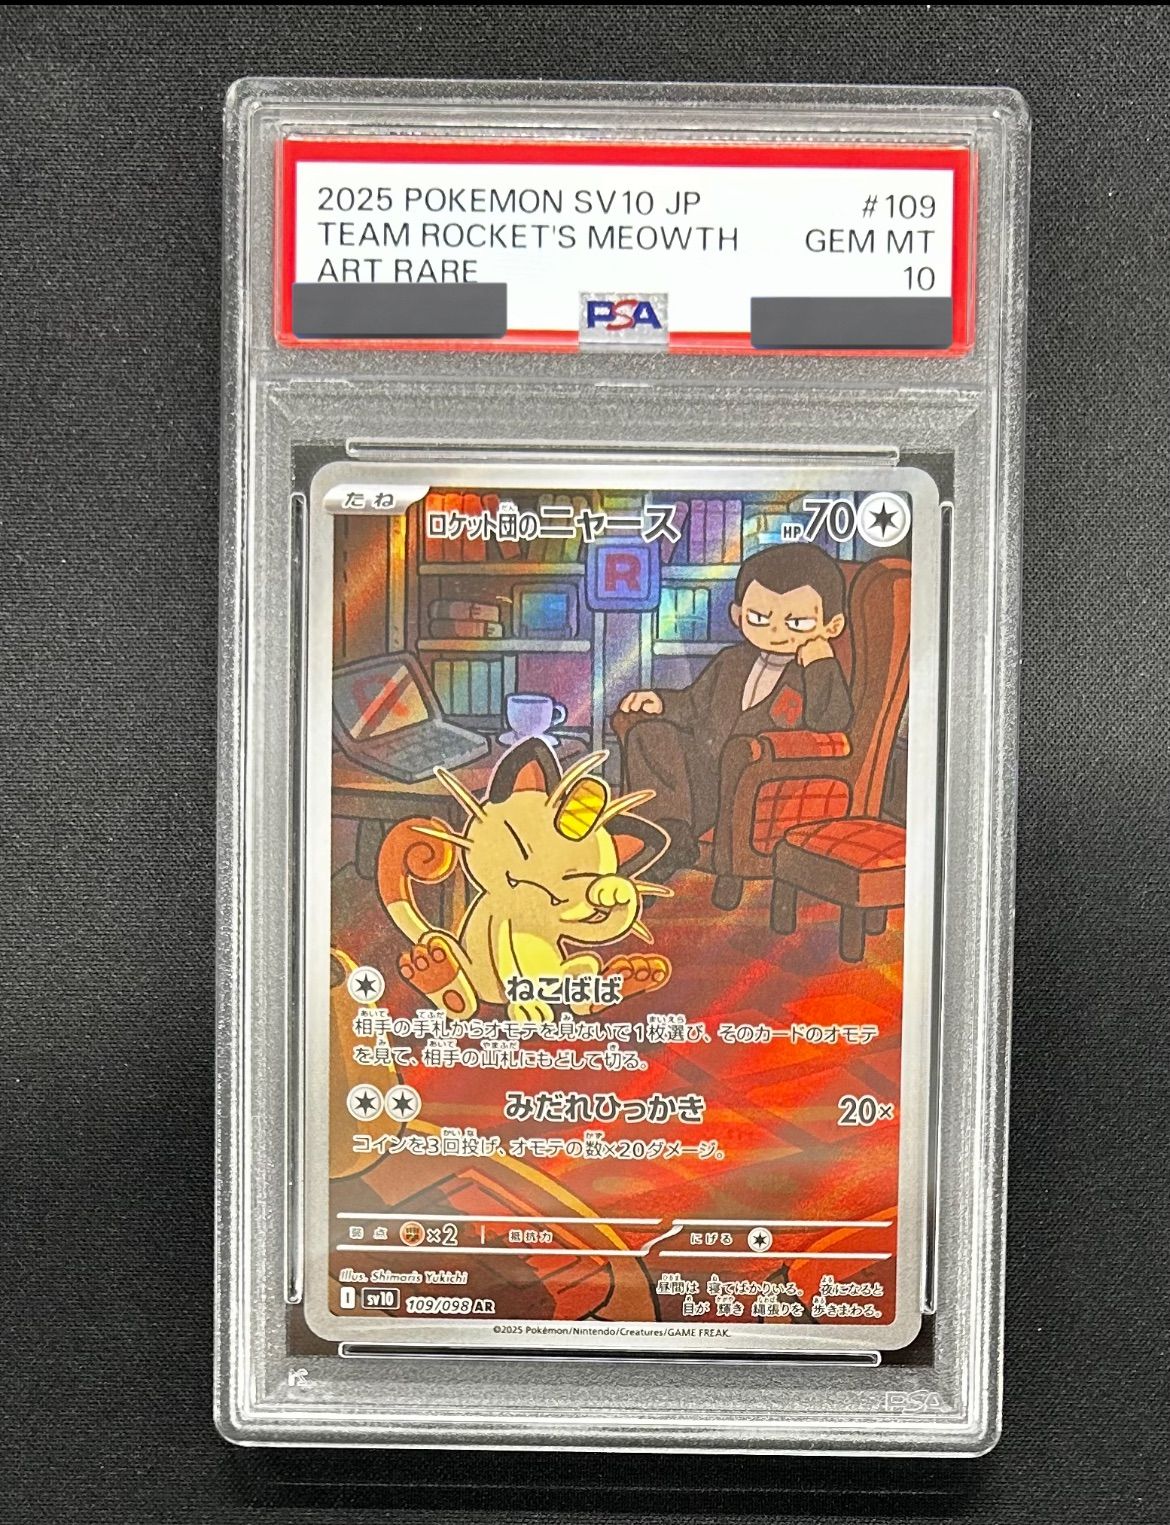 2025 POKEMON SV10 JP #109
TEAM ROCKET'S MEOWTH GEM MT
ART RARE 10
PSA
たね
ロケット団のニャース HP70
R
ねこばば
相手の手札からオモテを見ないで1枚選び、そのカードのオモテ
を見て、相手の山札にもどして切る。
みだれひっかき 20×
コインを3回投げ、オモテの数×20ダメージ。
弱点 ×2 抵抗力 にげる
Illus. Shimaris Yukichi
昼間は 寝てばかりいる。 夜になると
目が 輝き 縄張りを 歩きまわる。
I sv10 109/098 AR
©2025 Pokémon/Nintendo/Creatures/GAME FREAK.
PSA